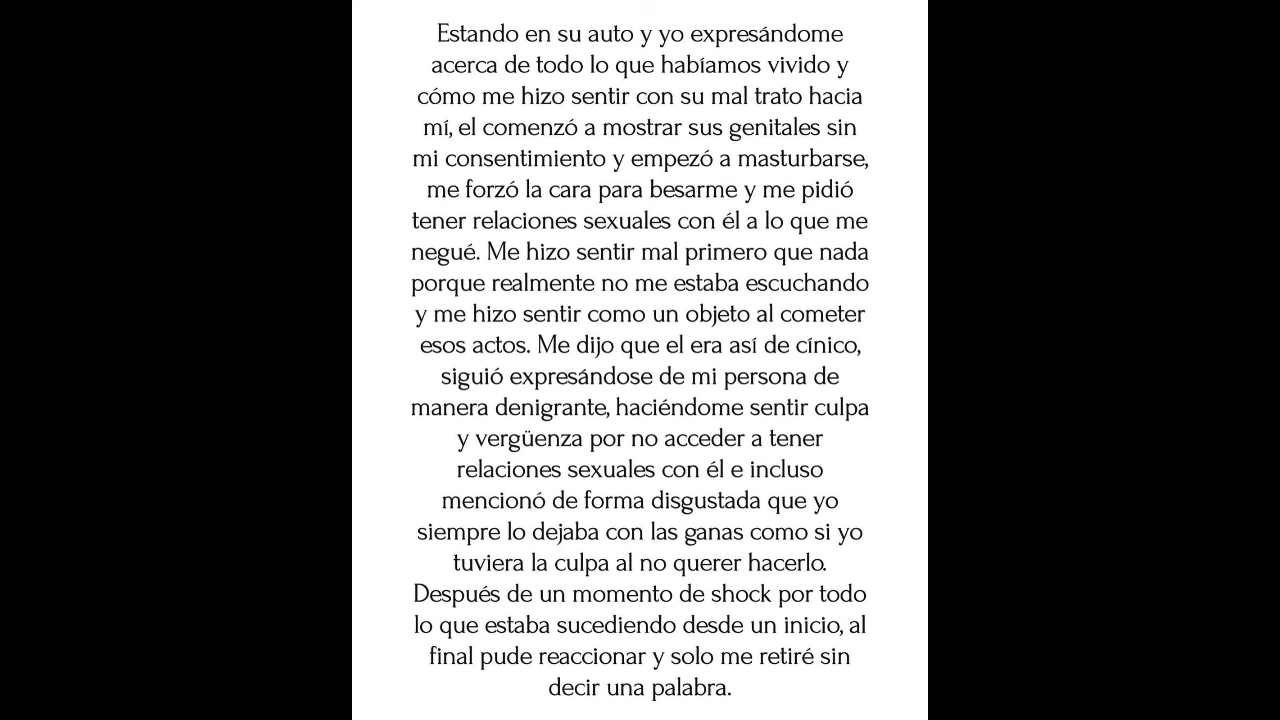 Estando en su auto y yo expresándome
acerca de todo lo que habíamos vivido y
cómo me hizo sentir con su mal trato hacia
mí, el comenzó a mostrar sus genitales sin
mi consentimiento y empezó a masturbarse,
me forzó la cara para besarme y me pidió
tener relaciones sexuales con él a lo que me
negué. Me hizo sentir mal primero que nada
porque realmente no me estaba escuchando
y me hizo sentir como un objeto al cometer
esos actos. Me dijo que el era así de cínico,
siguió expresándose de mi persona de
manera denigrante, haciéndome sentir culpa
y vergüenza por no acceder a tener
relaciones sexuales con él e incluso
mencionó de forma disgustada que yo
siempre lo dejaba con las ganas como si yo
tuviera la culpa al no querer hacerlo.
Después de un momento de shock por todo
lo que estaba sucediendo desde un inicio, al
final pude reaccionar y solo me retiré sin
decir una palabra.